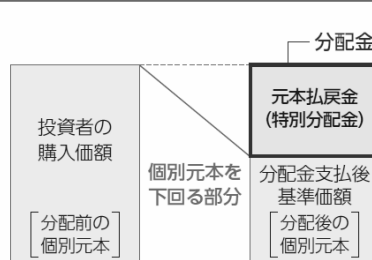 分配金
元本払戻金
(特別分配金)
投資者の
購入価額
個別元本を
下回る部分
分配金支払後
基準価額
分配前の
個別元本
分配後の
個別元本